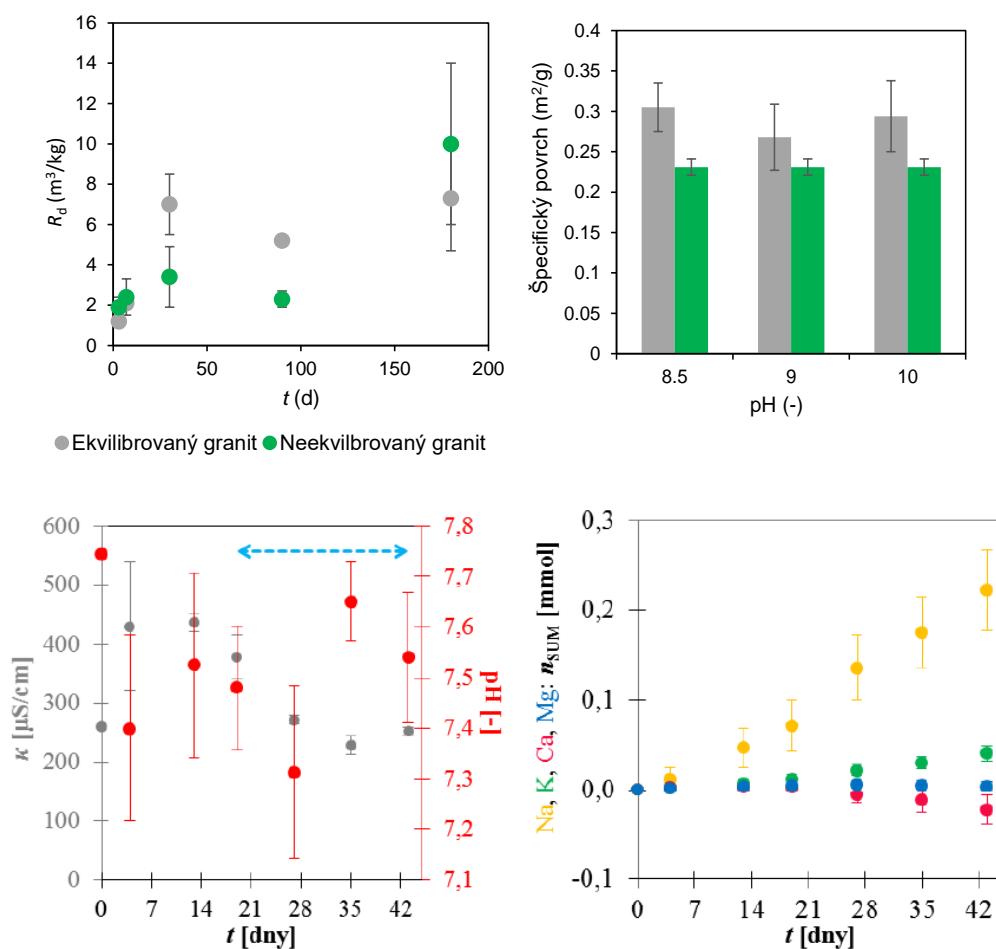 16
14
12
10
8
6
4
2
0
R_d (m³/kg)
0 50 100 150 200
t (d)
Ekvilibrovaný granit Neekvilbrovaný granit
0.4
0.35
0.3
0.25
0.2
0.15
0.1
0.05
0
Špecifický povrch (m²/g)
8.5 9 10
pH (-)
600
500
400
300
200
100
0
κ [µS/cm]
7,8
7,7
7,6
7,5
7,4
7,3
7,2
7,1
pH [-]
0 7 14 21 28 35 42
t [dny]
0,3
0,2
0,1
0,0
-0,1
Na, K, Ca, Mg: n_SUM [mmol]
0 7 14 21 28 35 42
t [dny]